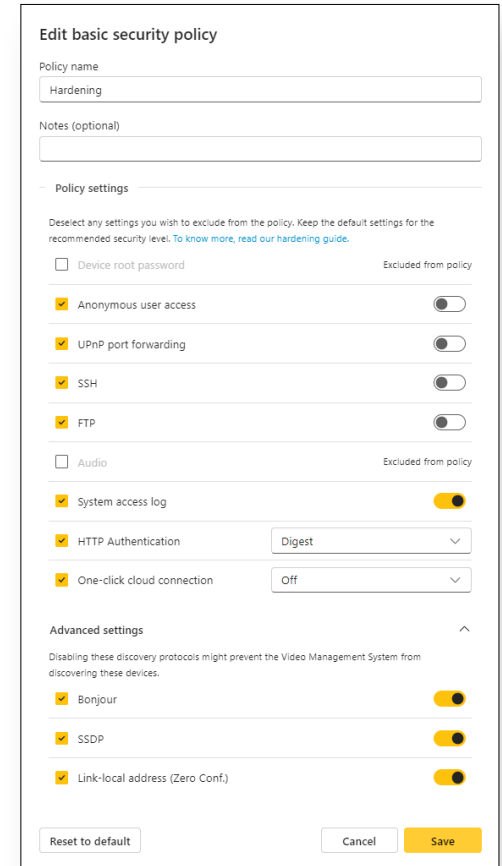 Edit basic security policy
Policy name
Hardening
Notes (optional)
Policy settings
Deselect any settings you wish to exclude from the policy. Keep the default settings for the
recommended security level. To know more, read our hardening guide.
Device root password Excluded from policy
Anonymous user access
UPnP port forwarding
SSH
FTP
Audio Excluded from policy
System access log
HTTP Authentication Digest
One-click cloud connection Off
Advanced settings
Disabling these discovery protocols might prevent the Video Management System from
discovering these devices.
Bonjour
SSDP
Link-local address (Zero Conf.)
Reset to default Cancel Save